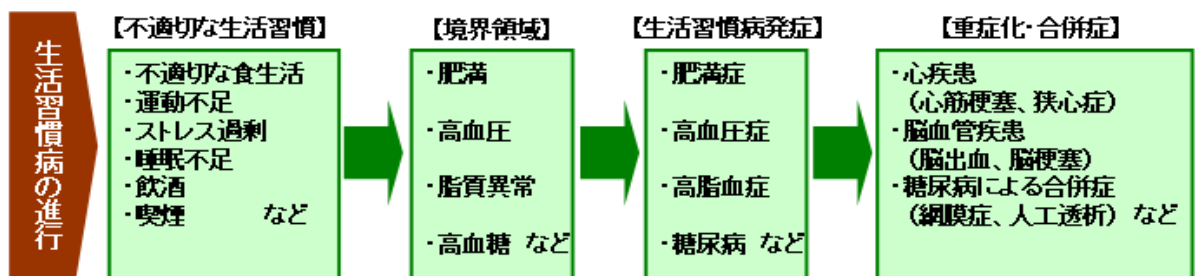 生活習慣病の進行
【不適切な生活習慣】
・不適切な食生活
・運動不足
・ストレス過剰
・睡眠不足
・飲酒
・喫煙 など
【境界領域】
・肥満
・高血圧
・脂質異常
・高血糖 など
【生活習慣病発症】
・肥満症
・高血圧症
・高脂血症
・糖尿病 など
【重症化・合併症】
・心疾患
（心筋梗塞、狭心症）
・脳血管疾患
（脳出血、脳梗塞）
・糖尿病による合併症
（網膜症、人工透析） など